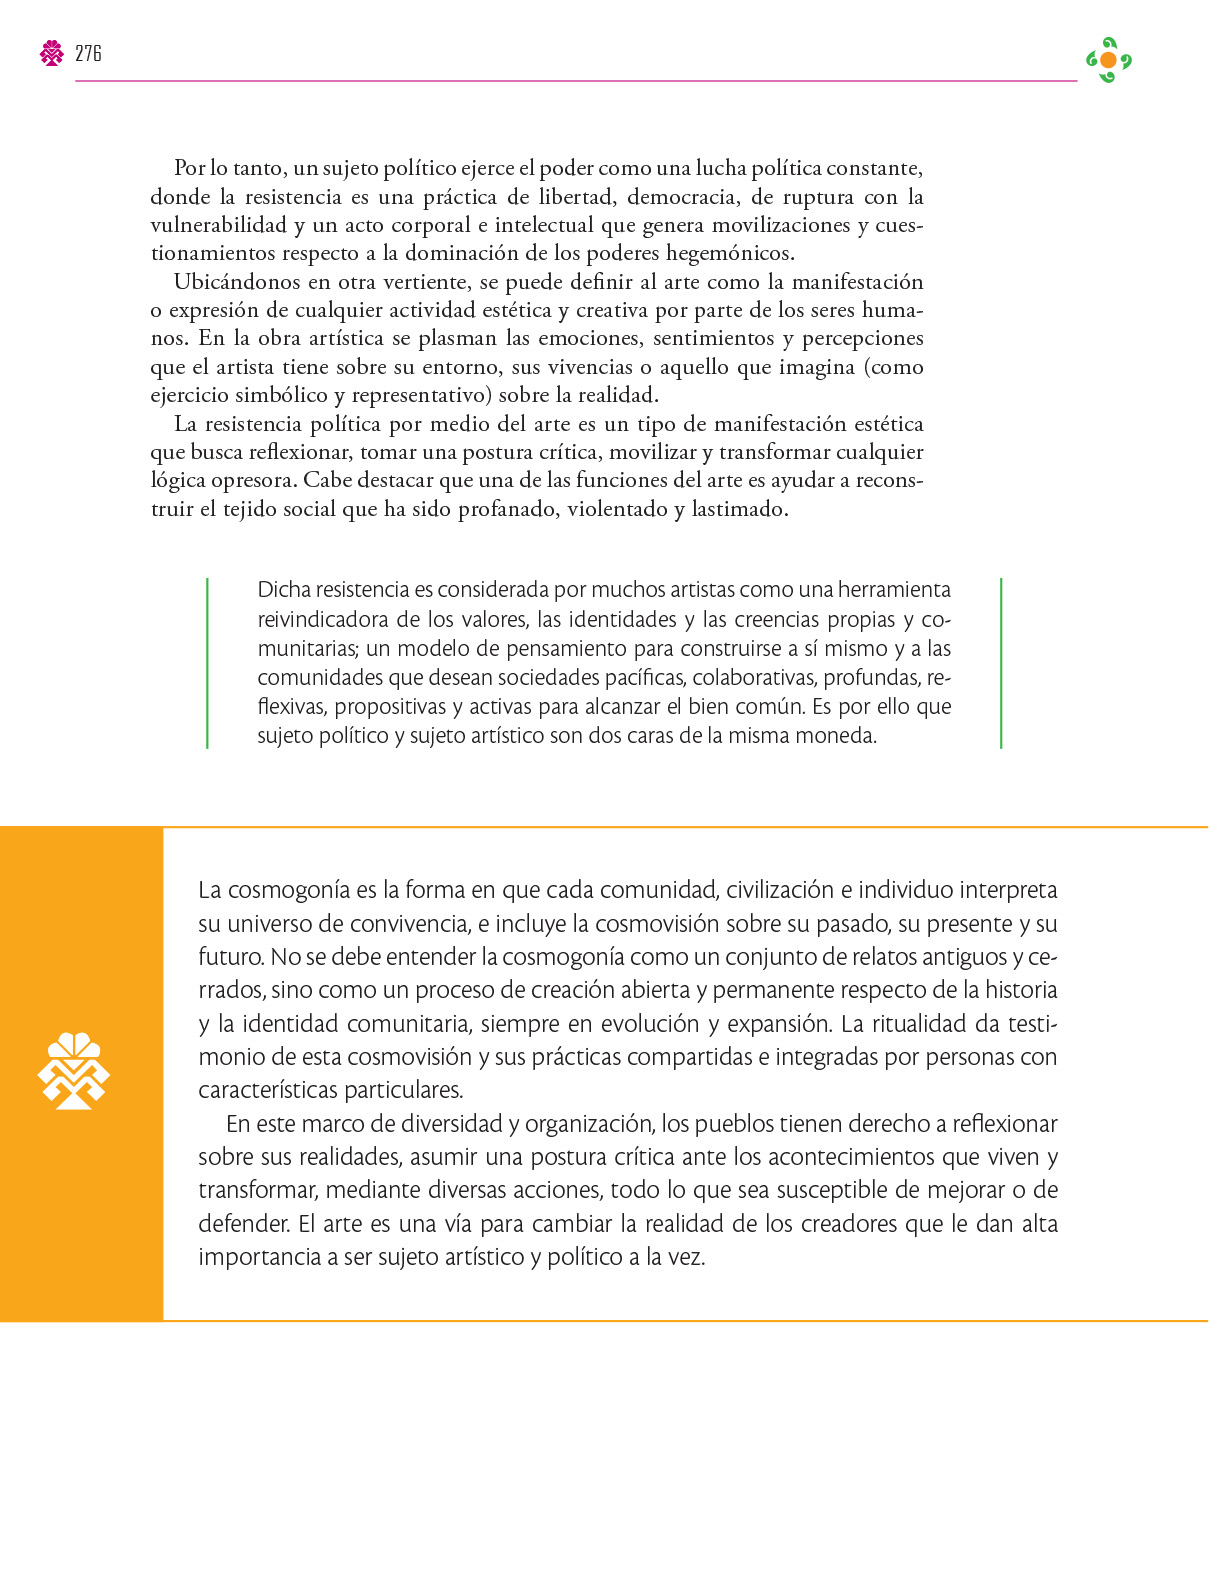 276
Por lo tanto, un sujeto político ejerce el poder como una lucha política constante,
donde la resistencia es una práctica de libertad, democracia, de ruptura con la
vulnerabilidad y un acto corporal e intelectual que genera movilizaciones y cues-
tionamientos respecto a la dominación de los poderes hegemónicos.
Ubicándonos en otra vertiente, se puede definir al arte como la manifestación
o expresión de cualquier actividad estética y creativa por parte de los seres huma-
nos. En la obra artística se plasman las emociones, sentimientos y percepciones
que el artista tiene sobre su entorno, sus vivencias o aquello que imagina (como
ejercicio simbólico y representativo) sobre la realidad.
La resistencia política por medio del arte es un tipo de manifestación estética
que busca reflexionar, tomar una postura crítica, movilizar y transformar cualquier
lógica opresora. Cabe destacar que una de las funciones del arte es ayudar a recons-
truir el tejido social que ha sido profanado, violentado y lastimado.
Dicha resistencia es considerada por muchos artistas como una herramienta
reivindicadora de los valores, las identidades y las creencias propias y co-
munitarias; un modelo de pensamiento para construirse a sí mismo y a las
comunidades que desean sociedades pacíficas, colaborativas, profundas, re-
flexivas, propositivas y activas para alcanzar el bien común. Es por ello que
sujeto político y sujeto artístico son dos caras de la misma moneda.
La cosmogonía es la forma en que cada comunidad, civilización e individuo interpreta
su universo de convivencia, e incluye la cosmovisión sobre su pasado, su presente y su
futuro. No se debe entender la cosmogonía como un conjunto de relatos antiguos y ce-
rrados, sino como un proceso de creación abierta y permanente respecto de la historia
y la identidad comunitaria, siempre en evolución y expansión. La ritualidad da testi-
monio de esta cosmovisión y sus prácticas compartidas e integradas por personas con
características particulares.
En este marco de diversidad y organización, los pueblos tienen derecho a reflexionar
sobre sus realidades, asumir una postura crítica ante los acontecimientos que viven y
transformar, mediante diversas acciones, todo lo que sea susceptible de mejorar o de
defender. El arte es una vía para cambiar la realidad de los creadores que le dan alta
importancia a ser sujeto artístico y político a la vez.